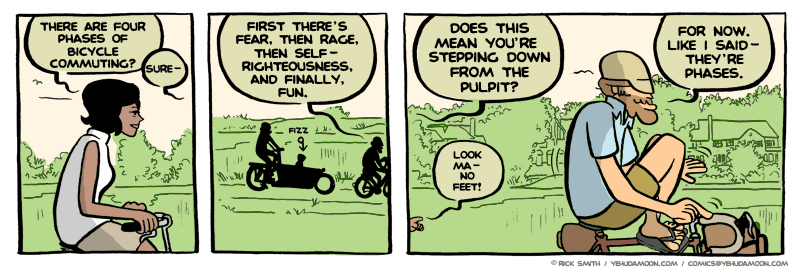 THERE ARE FOUR
PHASES OF
BICYCLE
COMMUTING?
SURE-
FIRST THERE'S
FEAR, THEN RAGE,
THEN SELF-
RIGHTEOUSNESS,
AND FINALLY,
FUN.
FIZZ
DOES THIS
MEAN YOU'RE
STEPPING DOWN
FROM THE
PULPIT?
FOR NOW.
LIKE I SAID-
THEY'RE
PHASES.
LOOK
MA-
NO
FEET!
© RICK SMITH / YEHUDAMOON.COM / COMICS@YEHUDAMOON.COM